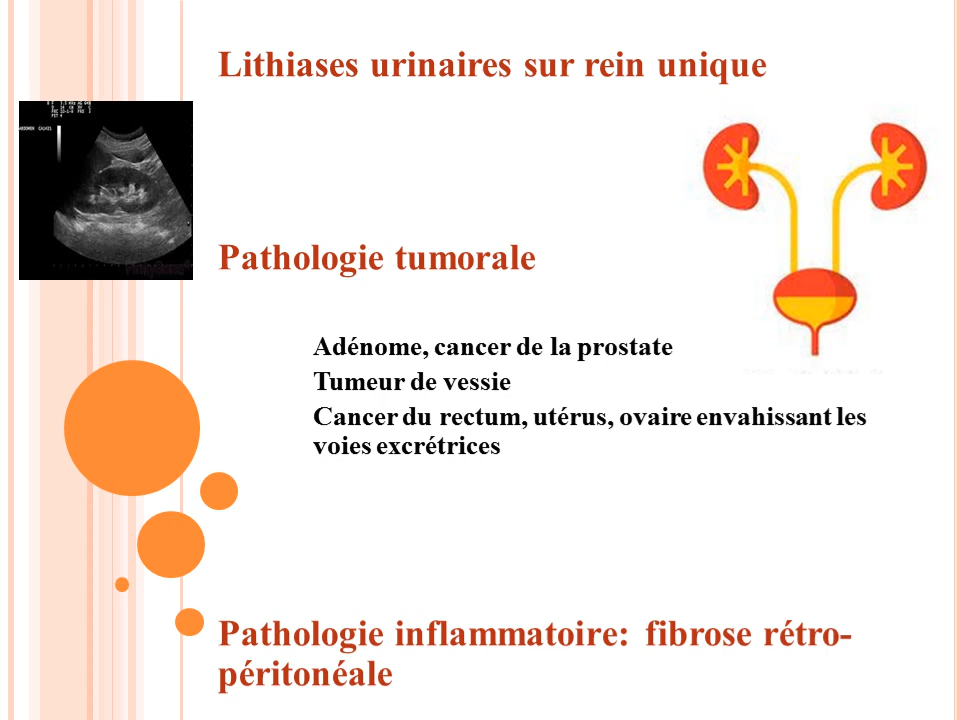 Lithiases urinaires sur rein unique
Pathologie tumorale
Adénome, cancer de la prostate
Tumeur de vessie
Cancer du rectum, utérus, ovaire envahissant les
voies excrétrices
Pathologie inflammatoire: fibrose rétro-
péritonéale